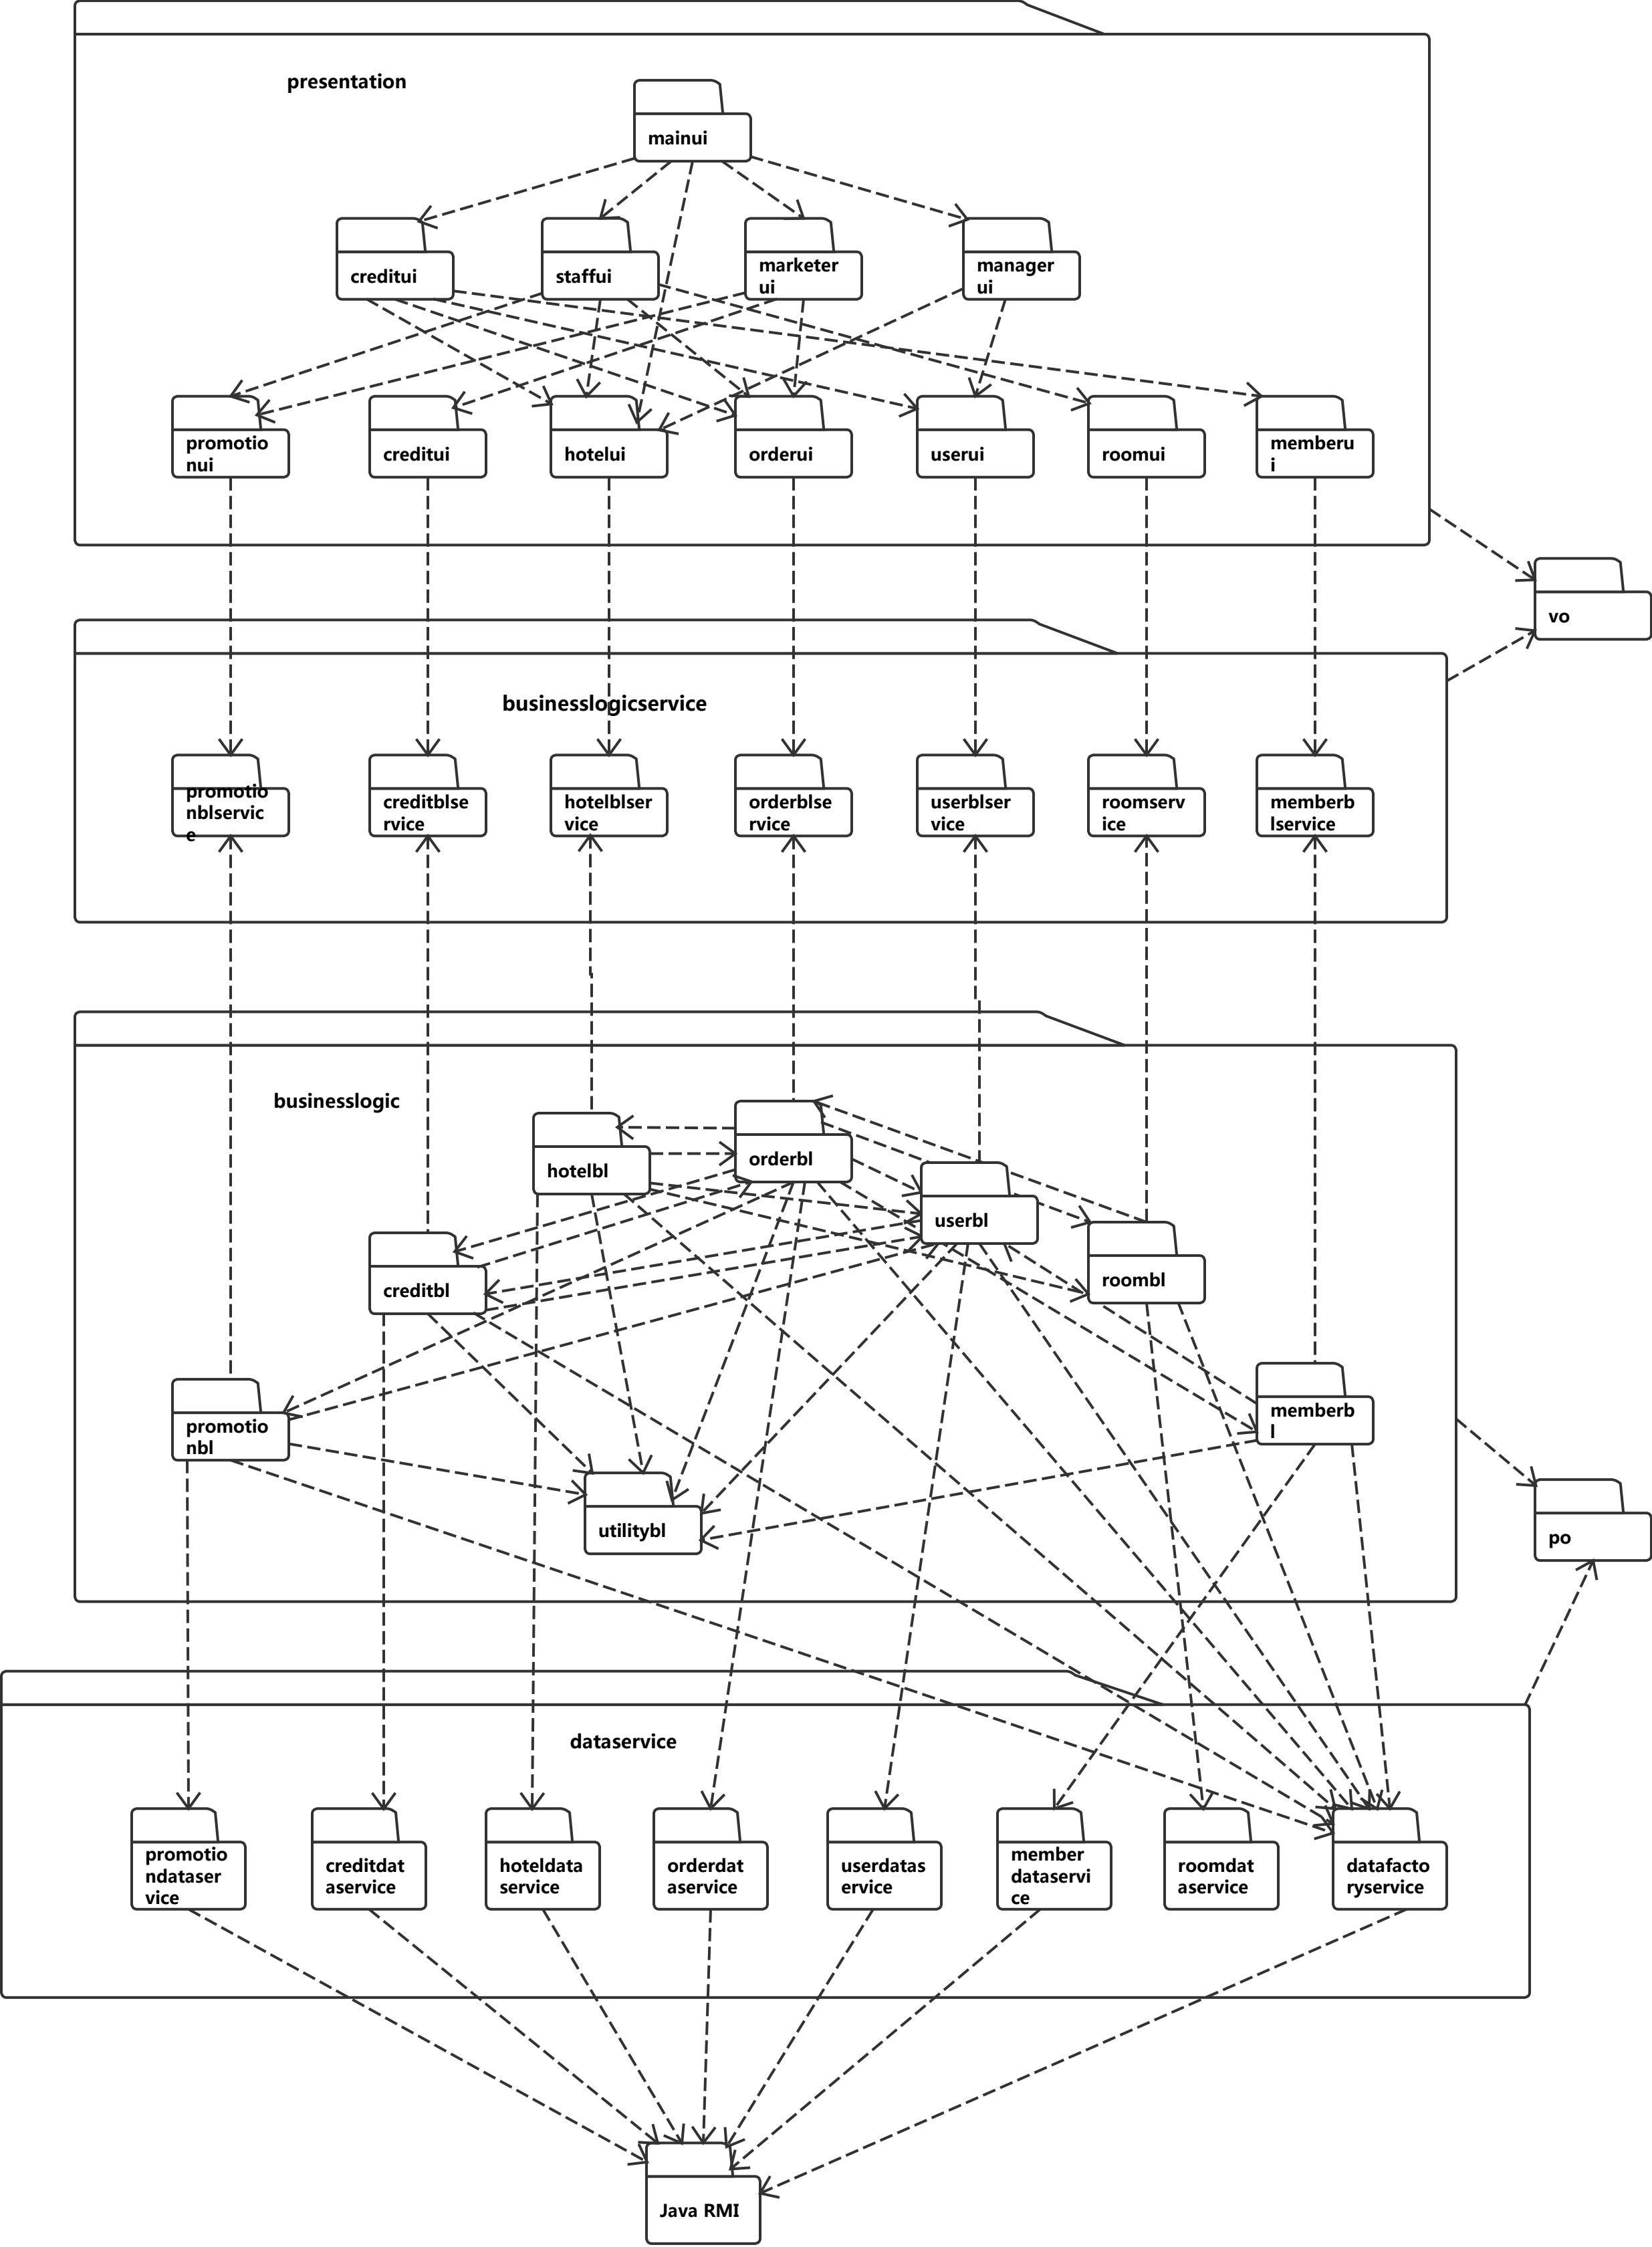 presentation
mainui
creditui
staffui
marketer
ui
manager
ui
promotio
nui
creditui
hotelui
orderui
userui
roomui
memberu
i
vo
businesslogicservice
promotio
nblservic
e
creditblse
rvice
hotelblser
vice
orderblse
rvice
userblser
vice
roomserv
ice
memberb
lservice
businesslogic
orderbl
hotelbl
userbl
roombl
creditbl
memberb
l
promotio
nbl
utilitybl
po
dataservice
promotio
ndataser
vice
creditdat
aservice
hoteldata
service
orderdat
aservice
userdatas
ervice
member
dataservi
ce
roomdat
aservice
datafacto
ryservice
Java RMI